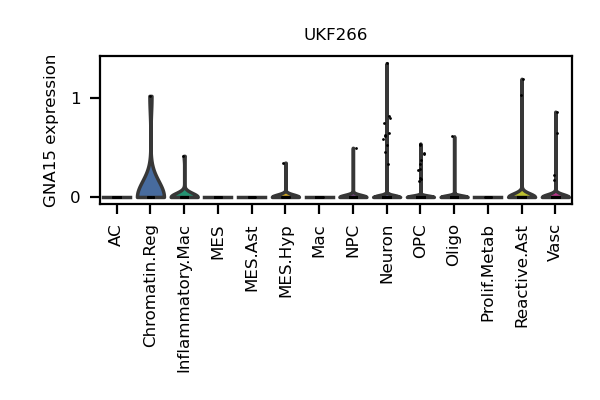 UKF266
GNA15 expression
1
0
AC
Chromatin.Reg
Inflammatory.Mac
MES
MES.Ast
MES.Hyp
Mac
NPC
Neuron
OPC
Oligo
Prolif.Metab
Reactive.Ast
Vasc